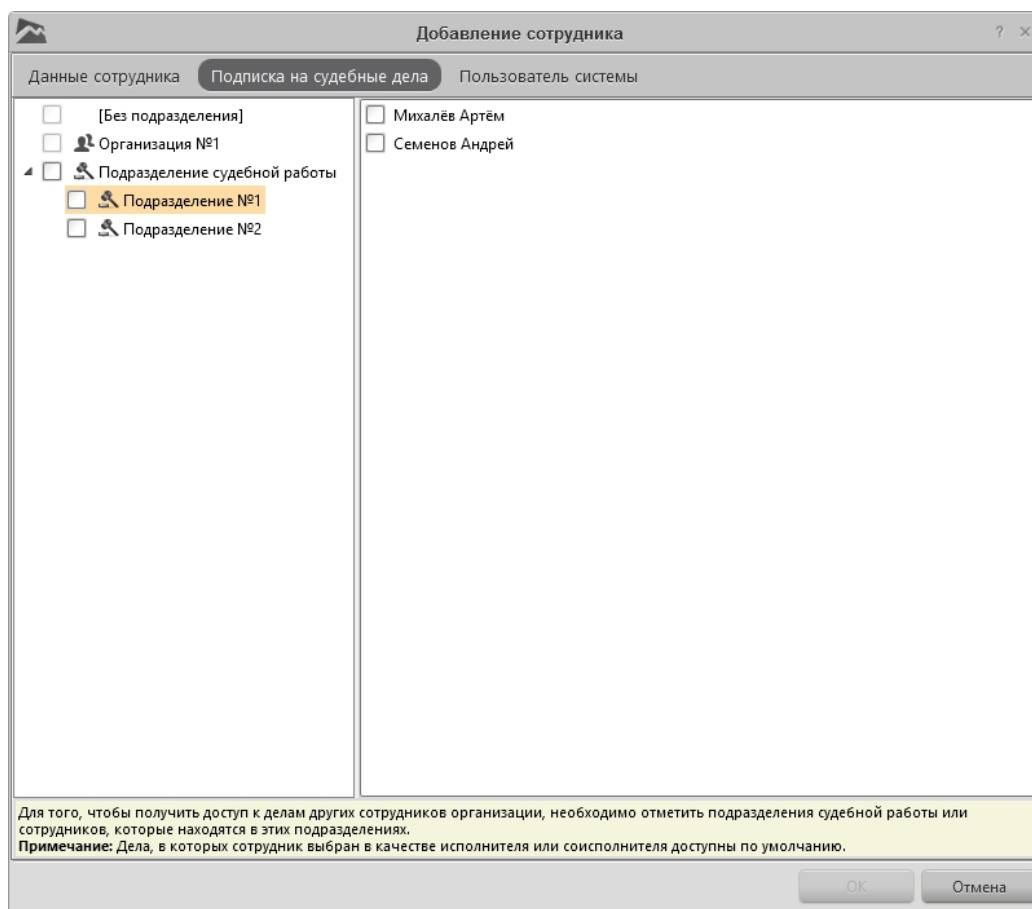 Добавление сотрудника
? ×
Данные сотрудника Подписка на судебные дела Пользователь системы
[Без подразделения]
Организация №1
Подразделение судебной работы
Подразделение №1
Подразделение №2
Михалёв Артём
Семенов Андрей
Для того, чтобы получить доступ к делам других сотрудников организации, необходимо отметить подразделения судебной работы или
сотрудников, которые находятся в этих подразделениях.
Примечание: Дела, в которых сотрудник выбран в качестве исполнителя или соисполнителя доступны по умолчанию.
ОК Отмена